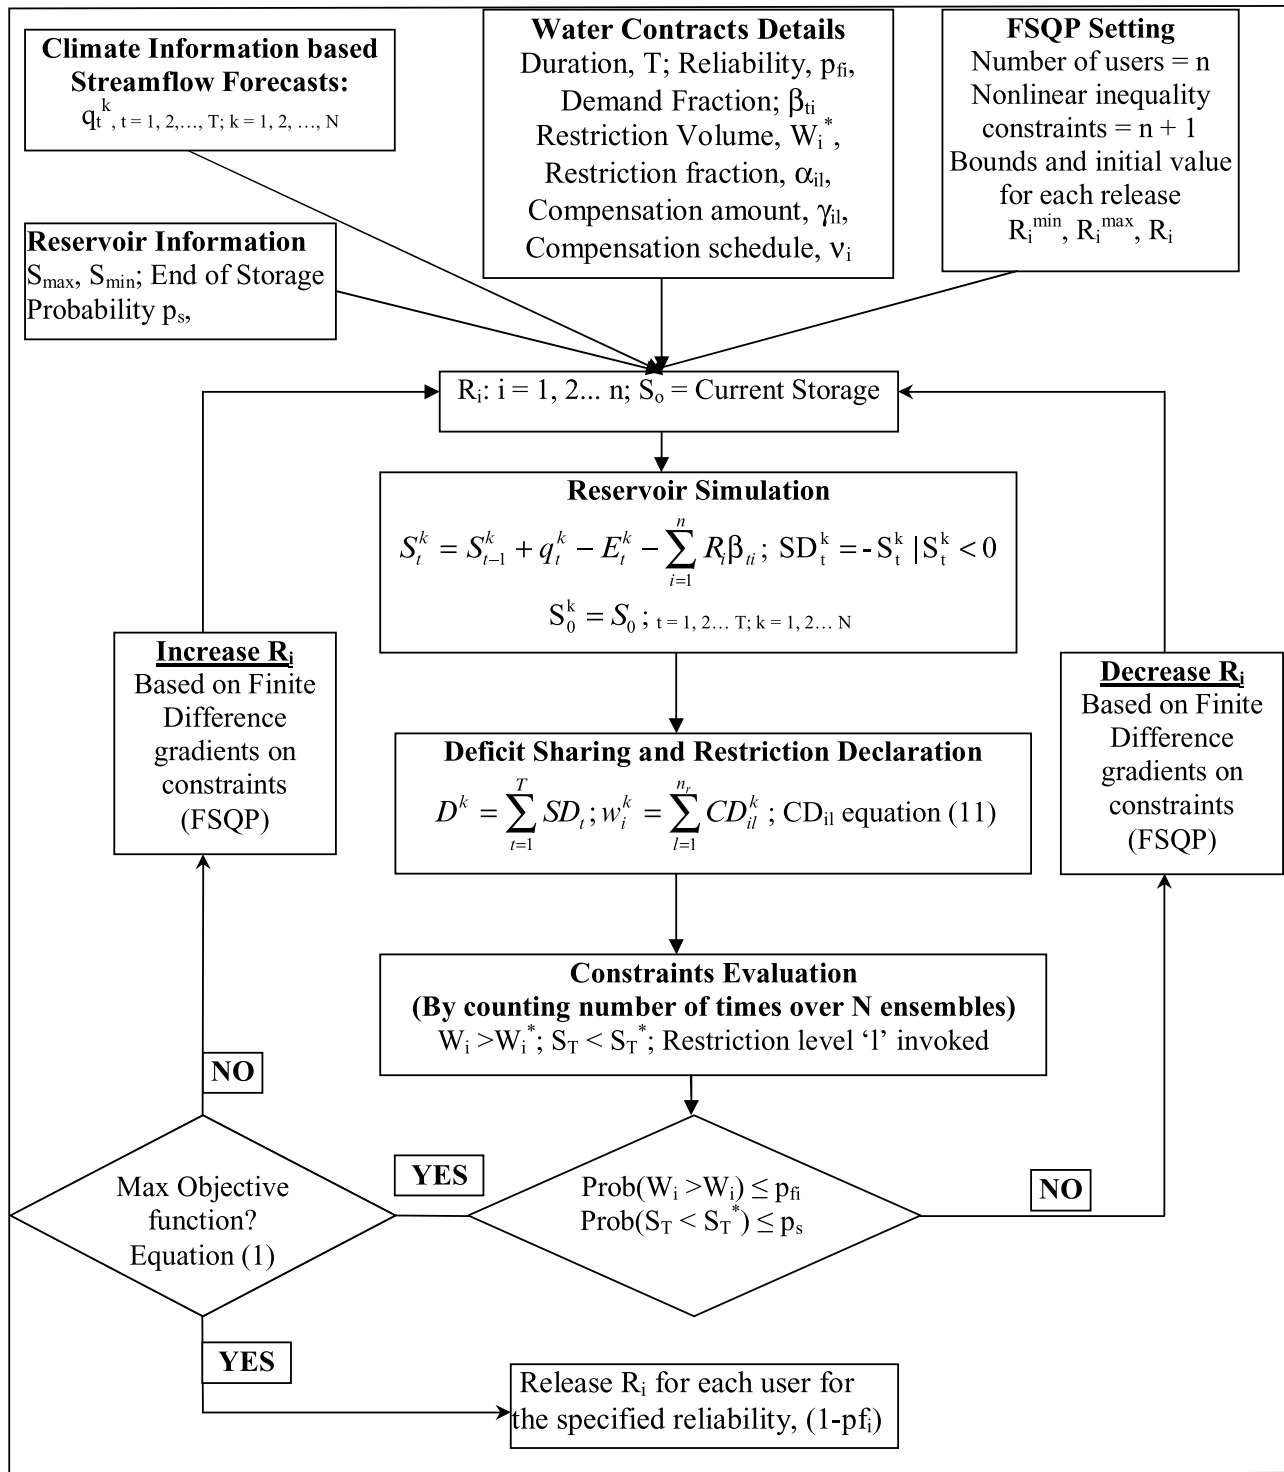 Climate Information based
Streamflow Forecasts:
q_t^k, t = 1, 2,…, T; k = 1, 2, …, N
Water Contracts Details
Duration, T; Reliability, p_fi,
Demand Fraction; β_ti
Restriction Volume, W_i^*,
Restriction fraction, α_il,
Compensation amount, γ_il,
Compensation schedule, ν_i
FSQP Setting
Number of users = n
Nonlinear inequality
constraints = n + 1
Bounds and initial value
for each release
R_i^min, R_i^max, R_i
Reservoir Information
S_max, S_min; End of Storage
Probability p_s,
R_i: i = 1, 2... n; S_o = Current Storage
Reservoir Simulation
S_t^k = S_{t-1}^k + q_t^k − E_t^k − ∑_{i=1}^n R_i β_ti ; SD_t^k = - S_t^k | S_t^k < 0
S_0^k = S_0 ; t = 1, 2… T; k = 1, 2… N
Increase R_i
Based on Finite
Difference
gradients on
constraints
(FSQP)
Decrease R_i
Based on Finite
Difference
gradients on
constraints
(FSQP)
Deficit Sharing and Restriction Declaration
D^k = ∑_{t=1}^T SD_t ; w_i^k = ∑_{l=1}^{n_r} CD_il^k ; CD_il equation (11)
Constraints Evaluation
(By counting number of times over N ensembles)
W_i >W_i^*; S_T < S_T^*; Restriction level ‘l’ invoked
NO
YES
NO
Max Objective
function?
Equation (1)
Prob(W_i >W_i) ≤ p_fi
Prob(S_T < S_T^*) ≤ p_s
YES
Release R_i for each user for
the specified reliability, (1-pf_i)